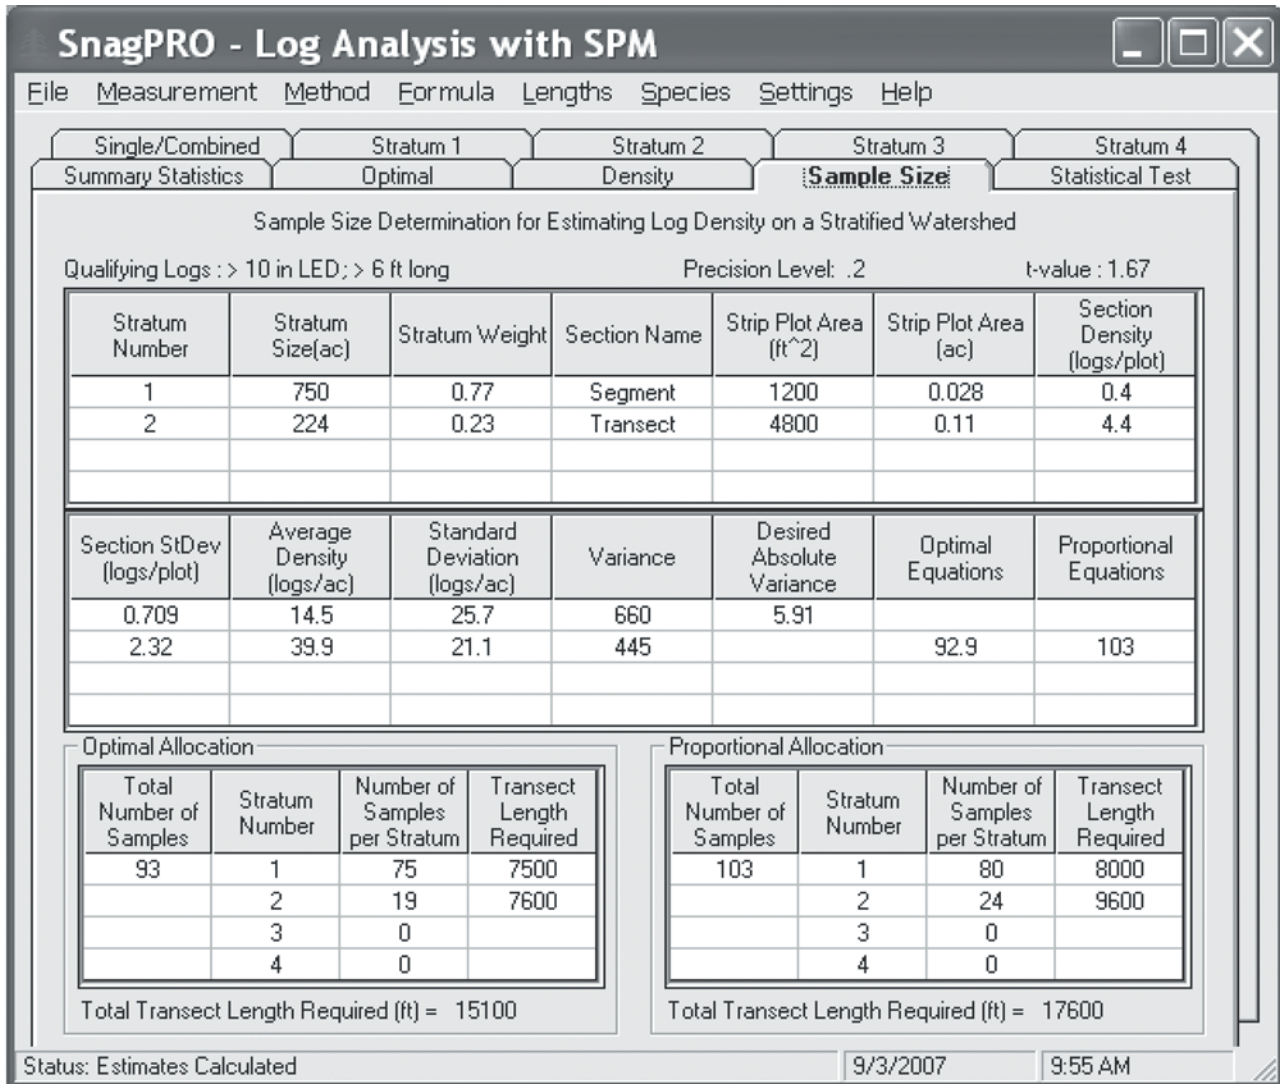 SnagPRO - Log Analysis with SPM
File Measurement Method Formula Lengths Species Settings Help
Single/Combined Stratum 1 Stratum 2 Stratum 3 Stratum 4
Summary Statistics Optimal Density Sample Size Statistical Test
Sample Size Determination for Estimating Log Density on a Stratified Watershed
Qualifying Logs : > 10 in LED; > 6 ft long Precision Level: .2 t-value : 1.67
Stratum Number Stratum Size(ac) Stratum Weight Section Name Strip Plot Area (ft^2) Strip Plot Area (ac) Section Density (logs/plot)
1 750 0.77 Segment 1200 0.028 0.4
2 224 0.23 Transect 4800 0.11 4.4
Section StDev (logs/plot) Average Density (logs/ac) Standard Deviation (logs/ac) Variance Desired Absolute Variance Optimal Equations Proportional Equations
0.709 14.5 25.7 660 5.91
2.32 39.9 21.1 445 92.9 103
Optimal Allocation
Total Number of Samples Stratum Number Number of Samples per Stratum Transect Length Required
93 1 75 7500
2 19 7600
3 0
4 0
Total Transect Length Required (ft) = 15100
Proportional Allocation
Total Number of Samples Stratum Number Number of Samples per Stratum Transect Length Required
103 1 80 8000
2 24 9600
3 0
4 0
Total Transect Length Required (ft) = 17600
Status: Estimates Calculated 9/3/2007 9:55 AM